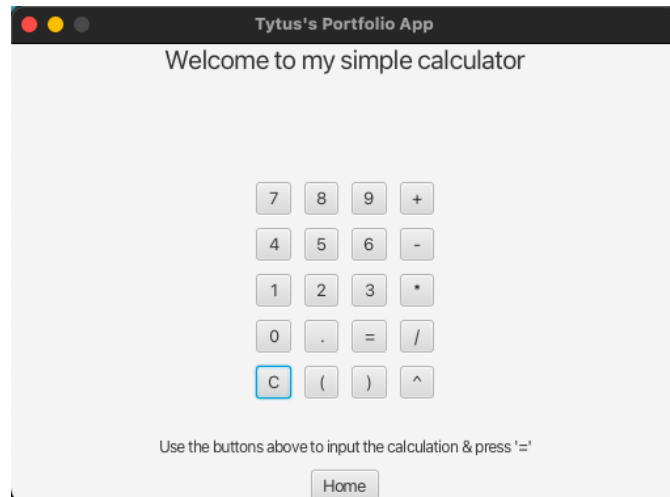 Tytus's Portfolio App
Welcome to my simple calculator
7 8 9 +
4 5 6 -
1 2 3 *
0 . = /
C ( ) ^
Use the buttons above to input the calculation & press '='
Home